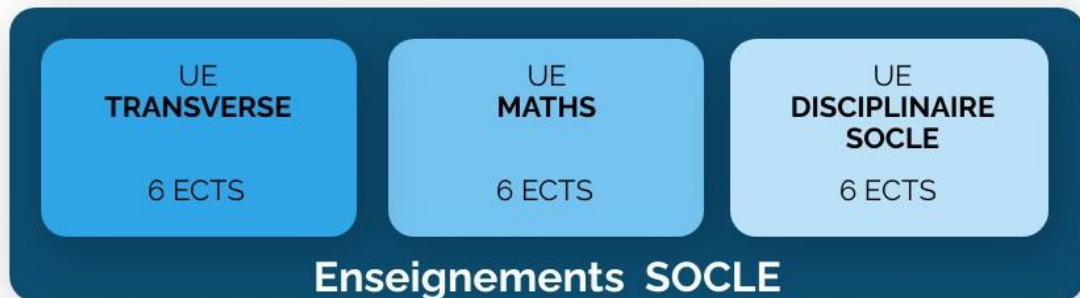 UE
TRANSVERSE
6 ECTS
UE
MATHS
6 ECTS
UE
DISCIPLINAIRE
SOCLE
6 ECTS
Enseignements SOCLE